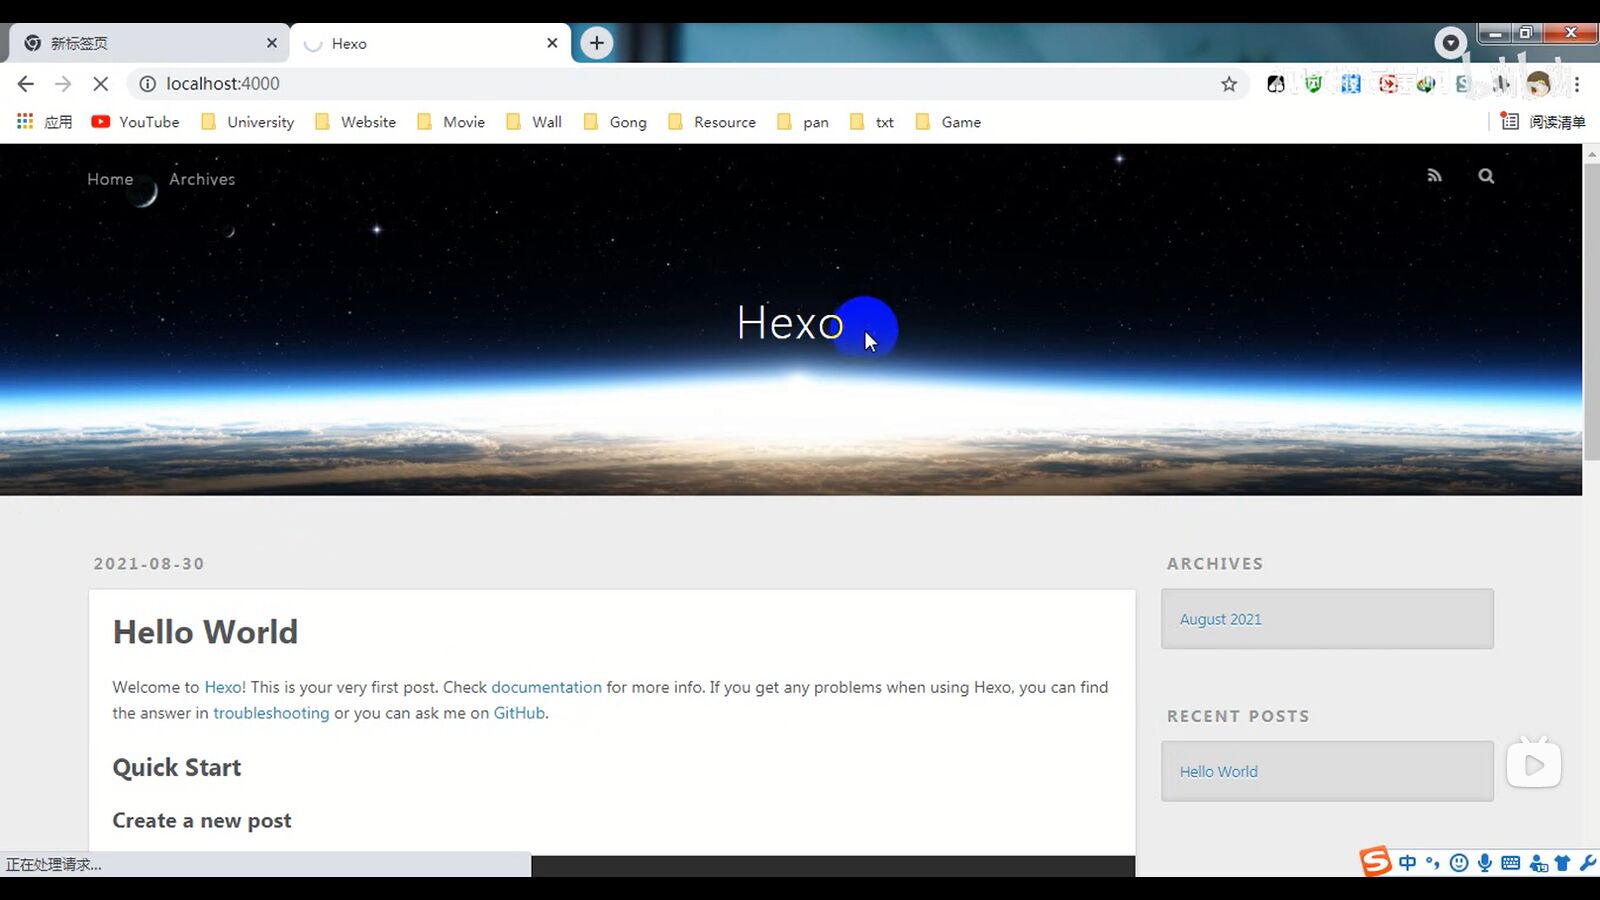 新标签页
Hexo
localhost:4000
应用
YouTube
University
Website
Movie
Wall
Gong
Resource
pan
txt
Game
阅读清单
Home
Archives
Hexo
2021-08-30
ARCHIVES
Hello World
August 2021
Welcome to Hexo! This is your very first post. Check documentation for more info. If you get any problems when using Hexo, you can find
the answer in troubleshooting or you can ask me on GitHub.
RECENT POSTS
Quick Start
Hello World
Create a new post
正在处理请求...
中